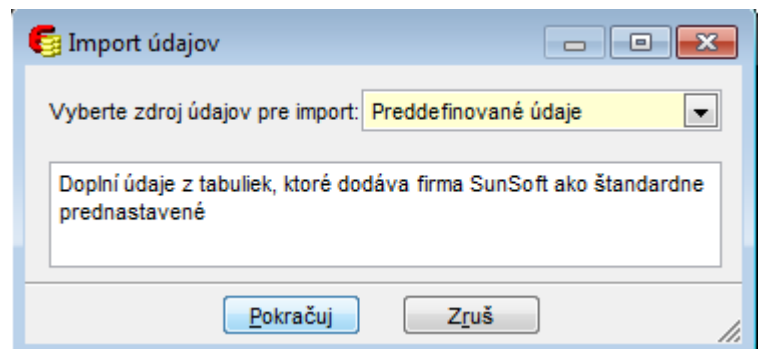 Import údajov
Vyberte zdroj údajov pre import: Preddefinované údaje
Doplní údaje z tabuliek, ktoré dodáva firma SunSoft ako štandardne
prednastavené
Pokračuj Zruš